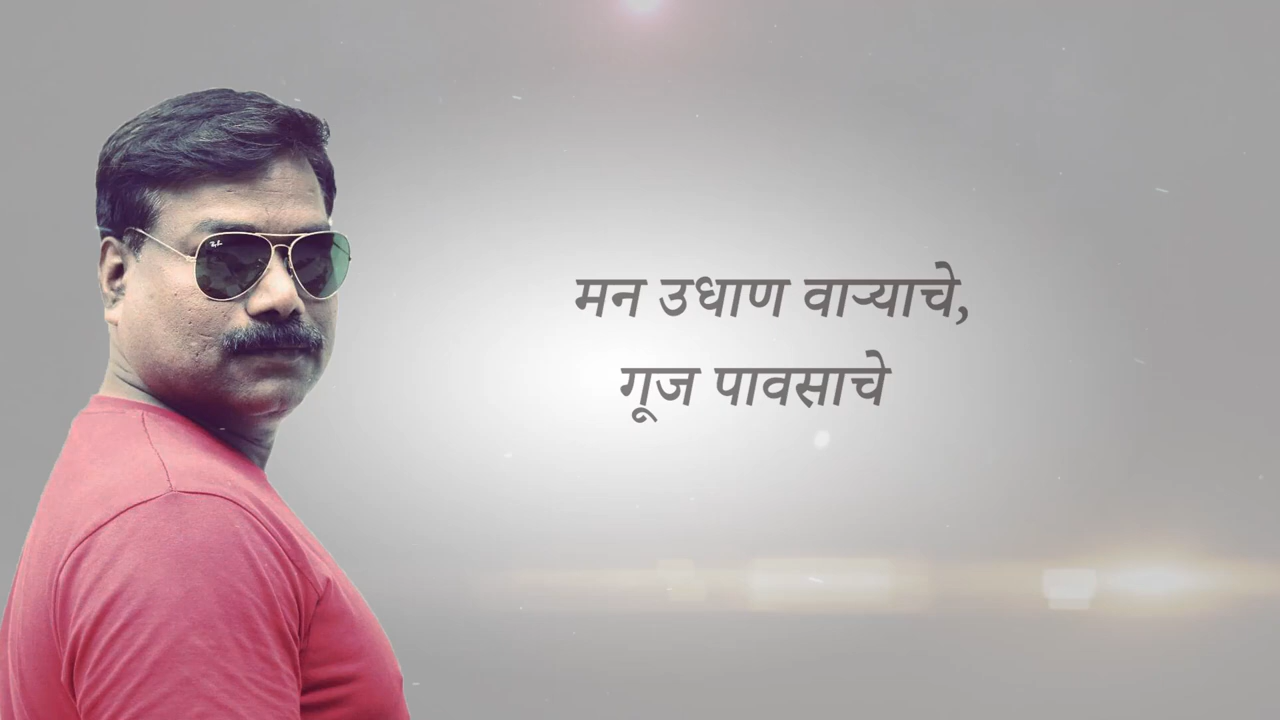 मन उधाण वाऱ्याचे,
गूज पावसाचे